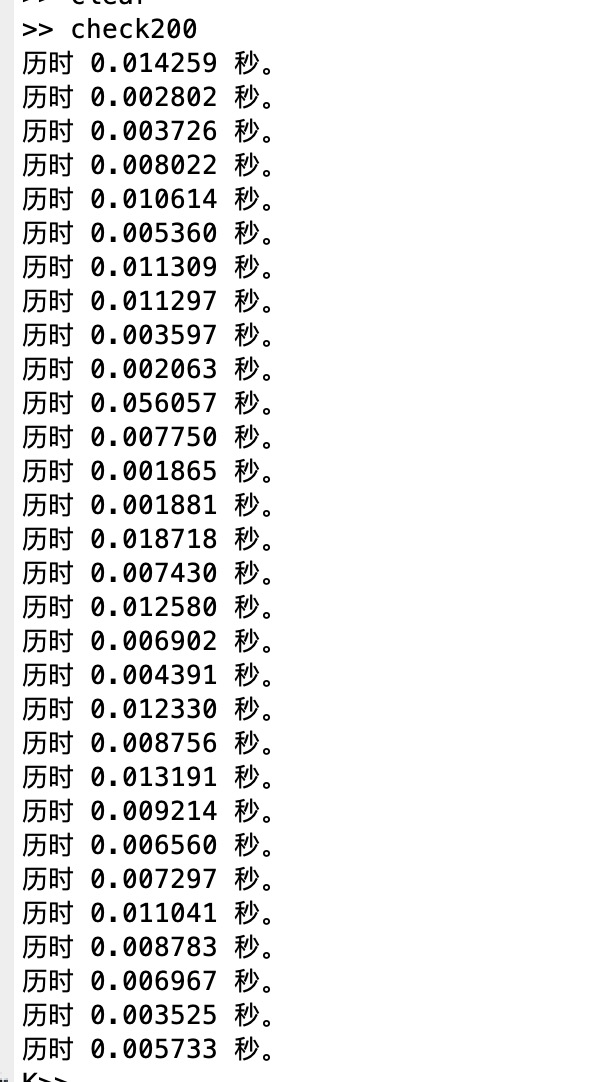 >> clear
>> check200
历时 0.014259 秒。
历时 0.002802 秒。
历时 0.003726 秒。
历时 0.008022 秒。
历时 0.010614 秒。
历时 0.005360 秒。
历时 0.011309 秒。
历时 0.011297 秒。
历时 0.003597 秒。
历时 0.002063 秒。
历时 0.056057 秒。
历时 0.007750 秒。
历时 0.001865 秒。
历时 0.001881 秒。
历时 0.018718 秒。
历时 0.007430 秒。
历时 0.012580 秒。
历时 0.006902 秒。
历时 0.004391 秒。
历时 0.012330 秒。
历时 0.008756 秒。
历时 0.013191 秒。
历时 0.009214 秒。
历时 0.006560 秒。
历时 0.007297 秒。
历时 0.011041 秒。
历时 0.008783 秒。
历时 0.006967 秒。
历时 0.003525 秒。
历时 0.005733 秒。
K>>